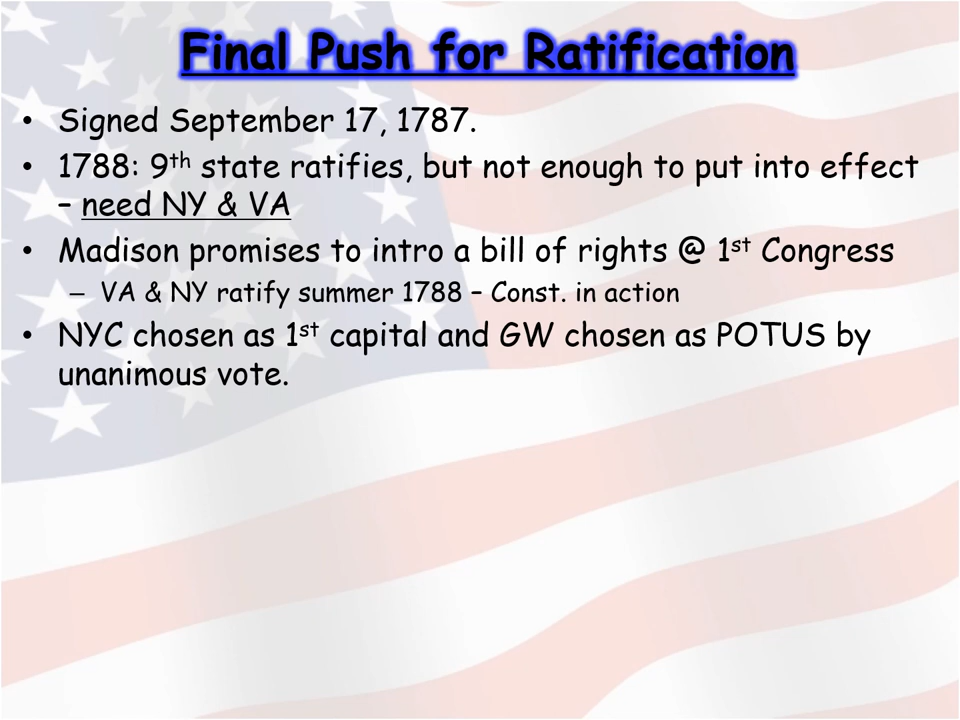 Final Push for Ratification
• Signed September 17, 1787.
• 1788: 9th state ratifies, but not enough to put into effect
– need NY & VA
• Madison promises to intro a bill of rights @ 1st Congress
– VA & NY ratify summer 1788 – Const. in action
• NYC chosen as 1st capital and GW chosen as POTUS by
unanimous vote.